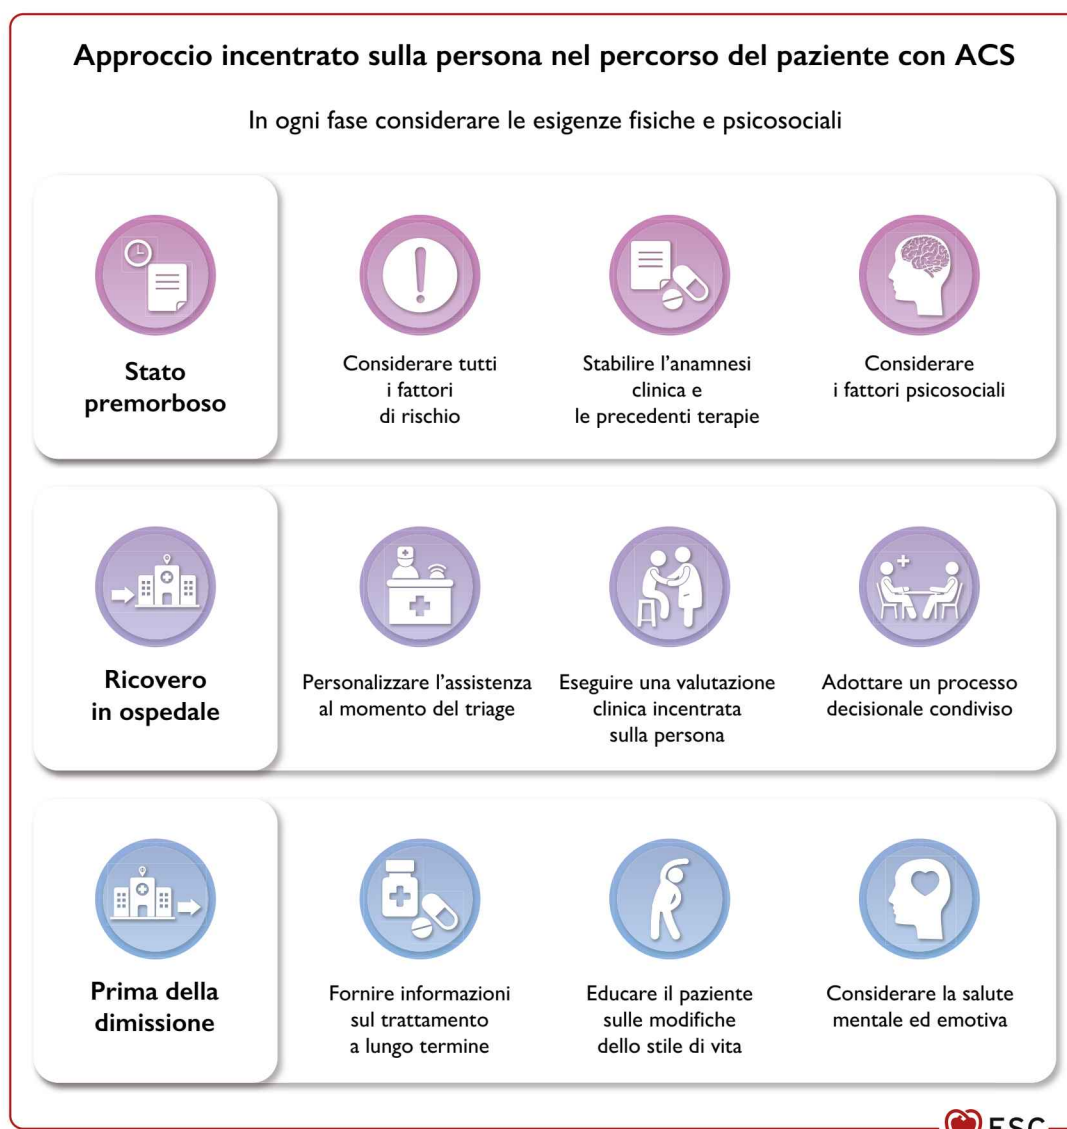 Approccio incentrato sulla persona nel percorso del paziente con ACS
In ogni fase considerare le esigenze fisiche e psicosociali
Stato
premorboso
Considerare tutti
i fattori
di rischio
Stabilire l'anamnesi
clinica e
le precedenti terapie
Considerare
i fattori psicosociali
Ricovero
in ospedale
Personalizzare l'assistenza
al momento del triage
Eseguire una valutazione
clinica incentrata
sulla persona
Adottare un processo
decisionale condiviso
Prima della
dimissione
Fornire informazioni
sul trattamento
a lungo termine
Educare il paziente
sulle modifiche
dello stile di vita
Considerare la salute
mentale ed emotiva
ESC